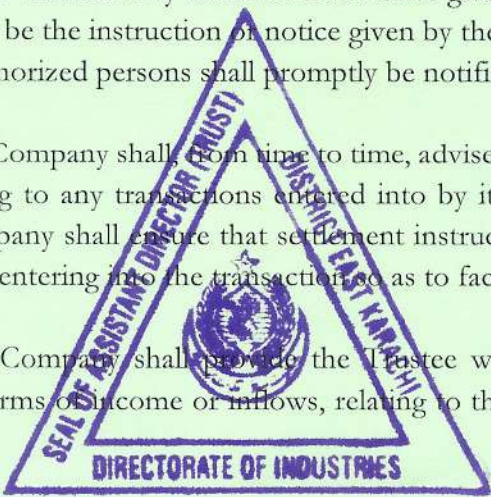 be the instruction or notice given by the
horized persons shall promptly be notifi
Company shall, from time to time, advise
g to any transactions entered into by it
pany shall ensure that settlement instruc
entering into the transaction so as to fac
Company shall provide the Trustee w
rms of income or inflows, relating to th
SEAL OF ASSISTANT DIRECTOR (TRUST)
DISTRICT EAST KARACHI
DIRECTORATE OF INDUSTRIES